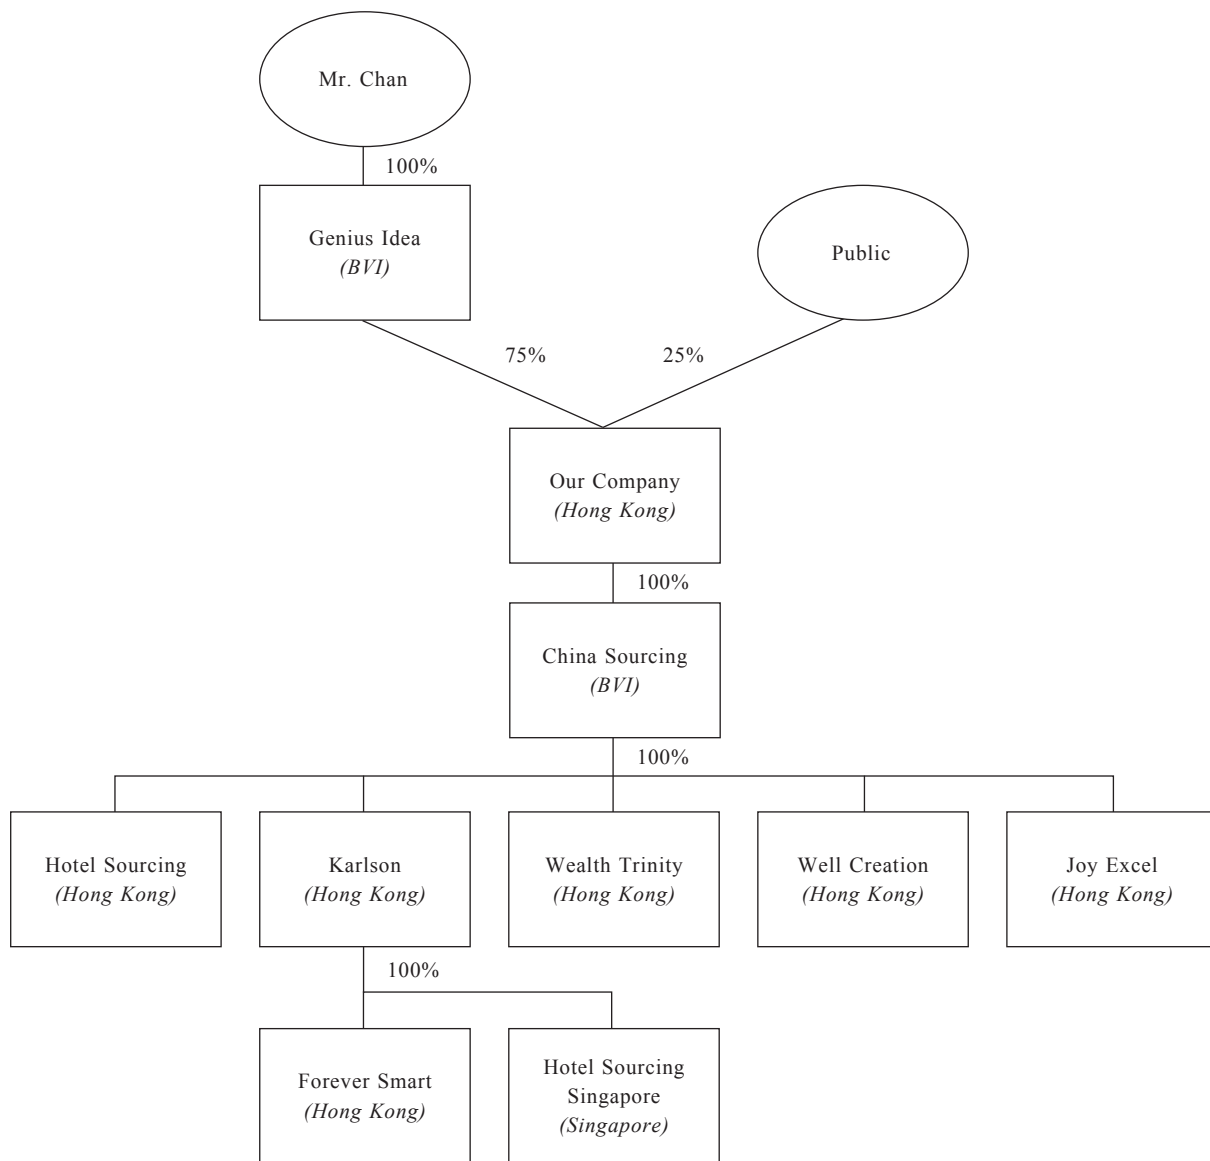 Mr. Chan
100%
Genius Idea
(BVI)
Public
75%
25%
Our Company
(Hong Kong)
100%
China Sourcing
(BVI)
100%
Hotel Sourcing
(Hong Kong)
Karlson
(Hong Kong)
Wealth Trinity
(Hong Kong)
Well Creation
(Hong Kong)
Joy Excel
(Hong Kong)
100%
Forever Smart
(Hong Kong)
Hotel Sourcing
Singapore
(Singapore)